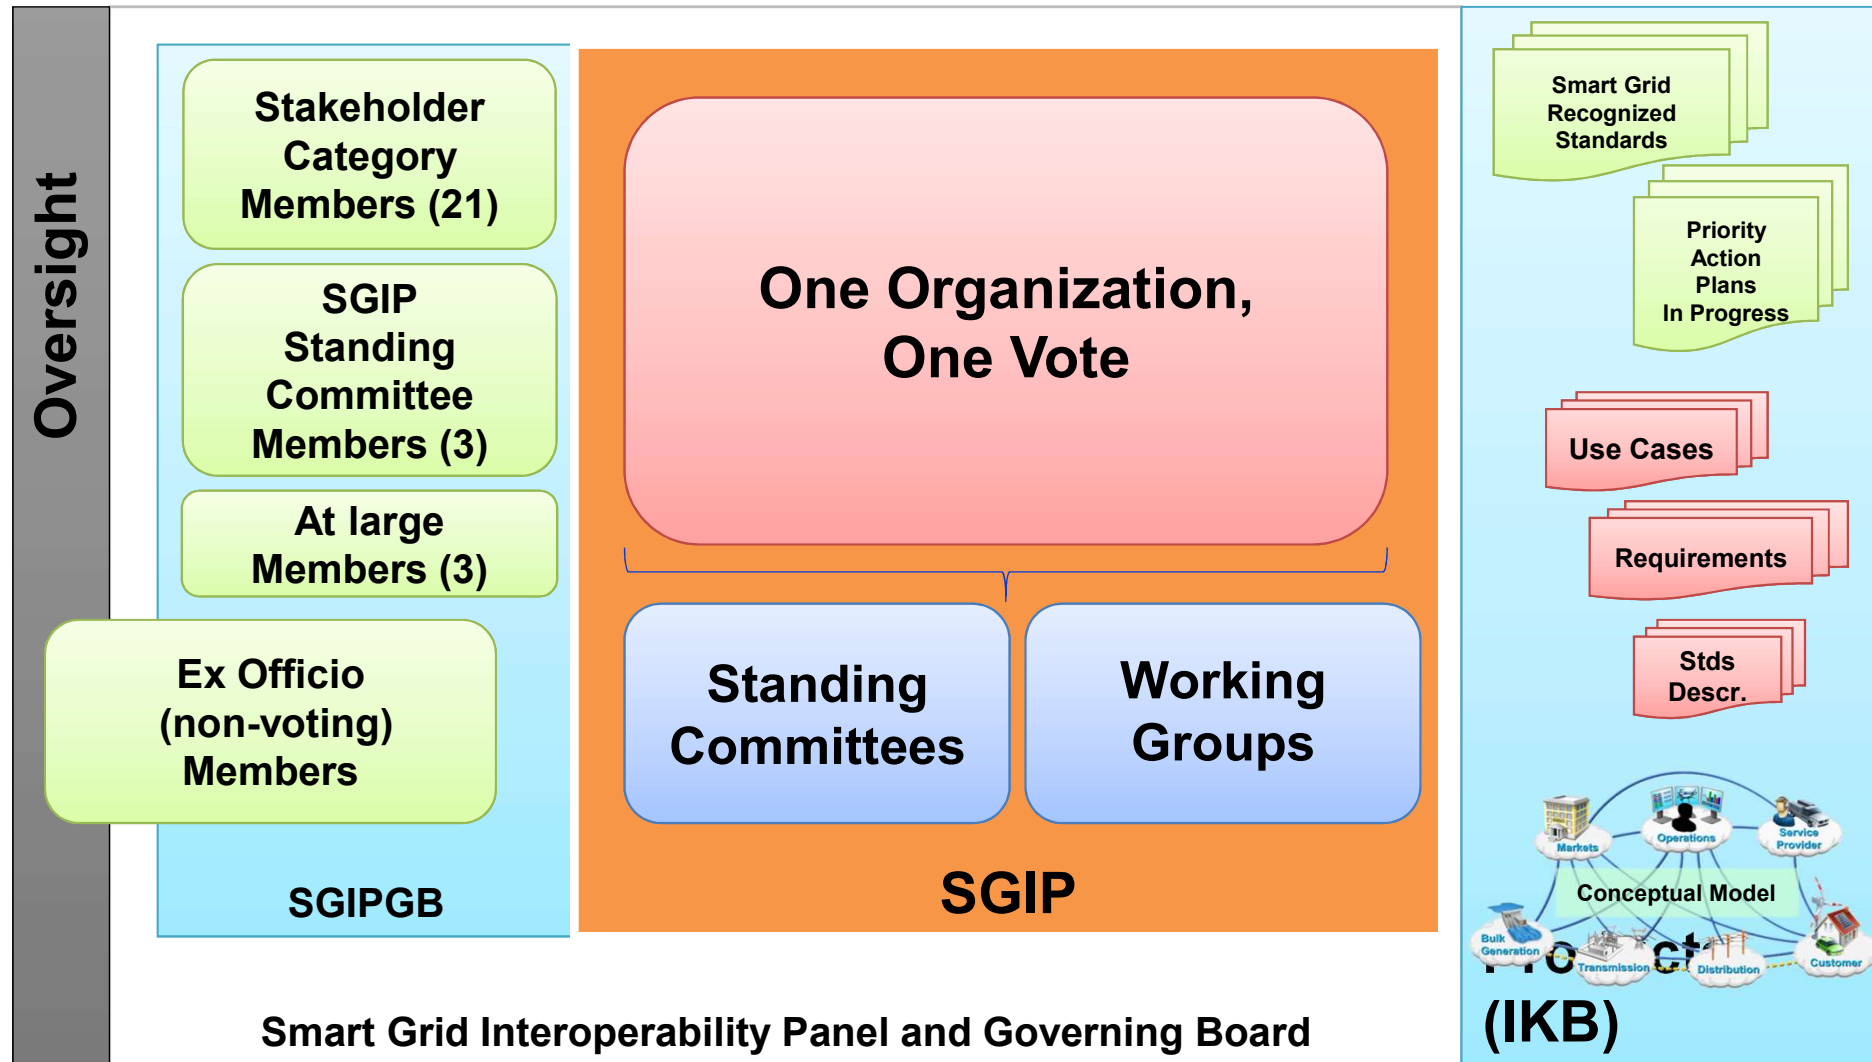 Oversight
Stakeholder
Category
Members (21)
SGIP
Standing
Committee
Members (3)
At large
Members (3)
Ex Officio
(non-voting)
Members
SGIPGB
One Organization,
One Vote
Standing
Committees
Working
Groups
SGIP
Smart Grid Interoperability Panel and Governing Board
Smart Grid
Recognized
Standards
Priority
Action
Plans
In Progress
Use Cases
Requirements
Stds
Descr.
Markets
Operations
Service
Provider
Conceptual Model
Bulk
Generation
Transmission
Distribution
Customer
(IKB)